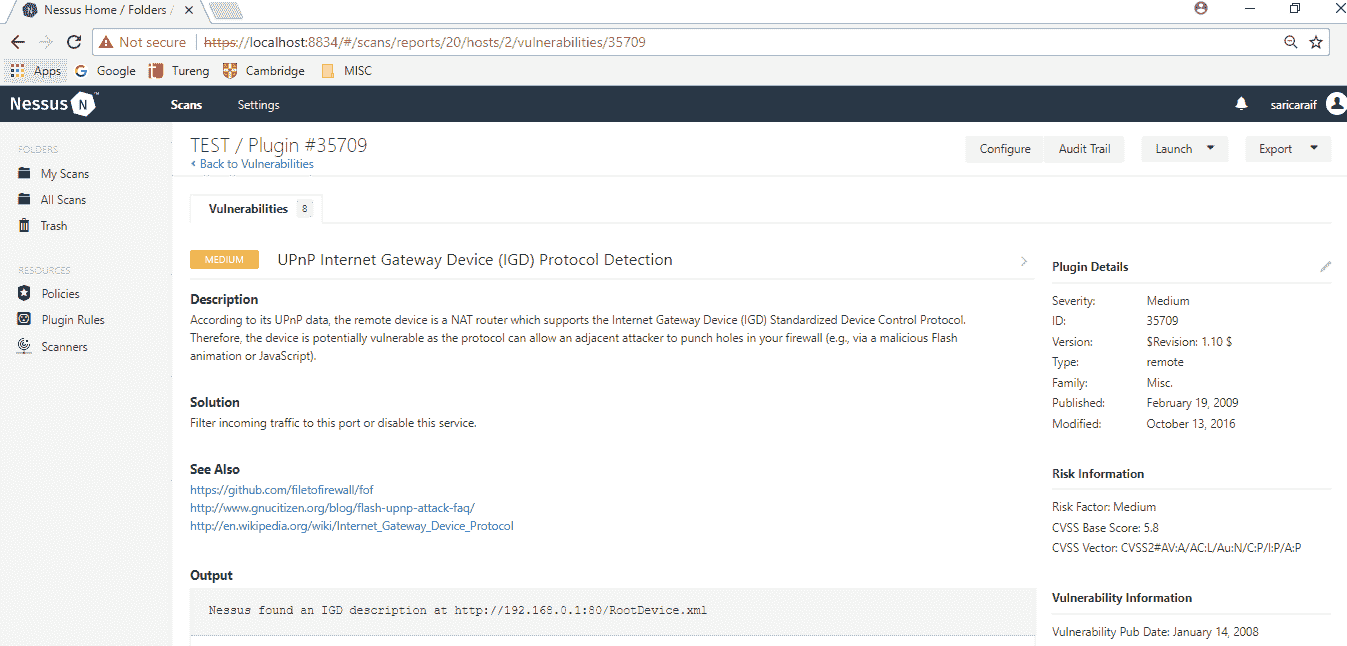 Nessus Home / Folders /
Not secure https://localhost:8834/#/scans/reports/20/hosts/2/vulnerabilities/35709
Apps Google Tureng Cambridge MISC
Nessus N ™ Scans Settings saricaraif
FOLDERS
My Scans
All Scans
Trash
RESOURCES
Policies
Plugin Rules
Scanners
TEST / Plugin #35709
‹ Back to Vulnerabilities
Configure Audit Trail Launch Export
Vulnerabilities 8
MEDIUM UPnP Internet Gateway Device (IGD) Protocol Detection
Description
According to its UPnP data, the remote device is a NAT router which supports the Internet Gateway Device (IGD) Standardized Device Control Protocol.
Therefore, the device is potentially vulnerable as the protocol can allow an adjacent attacker to punch holes in your firewall (e.g., via a malicious Flash
animation or JavaScript).
Solution
Filter incoming traffic to this port or disable this service.
See Also
https://github.com/filetofirewall/fof
http://www.gnucitizen.org/blog/flash-upnp-attack-faq/
http://en.wikipedia.org/wiki/Internet_Gateway_Device_Protocol
Output
Nessus found an IGD description at http://192.168.0.1:80/RootDevice.xml
Plugin Details
Severity: Medium
ID: 35709
Version: $Revision: 1.10 $
Type: remote
Family: Misc.
Published: February 19, 2009
Modified: October 13, 2016
Risk Information
Risk Factor: Medium
CVSS Base Score: 5.8
CVSS Vector: CVSS2#AV:A/AC:L/Au:N/C:P/I:P/A:P
Vulnerability Information
Vulnerability Pub Date: January 14, 2008